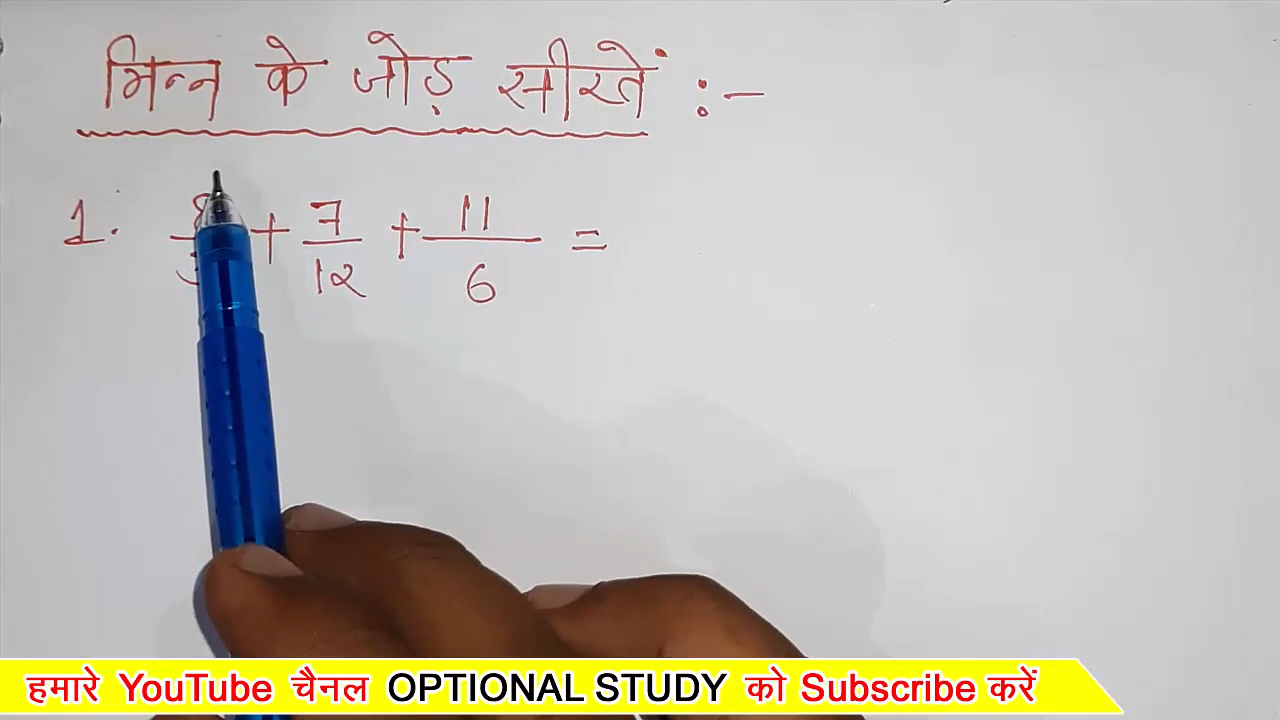 भिन्न के जोड़ सीखें :-
1. + 7/12 + 11/6 =
हमारे YouTube चैनल OPTIONAL STUDY को Subscribe करें